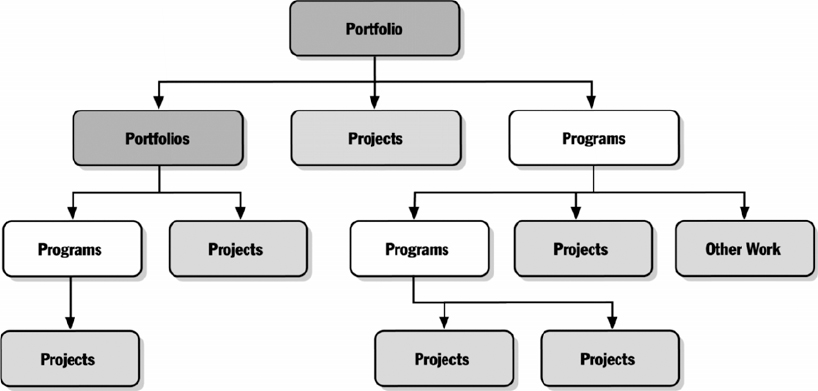 Portfolio
Portfolios
Projects
Programs
Programs
Projects
Programs
Projects
Other Work
Projects
Projects
Projects